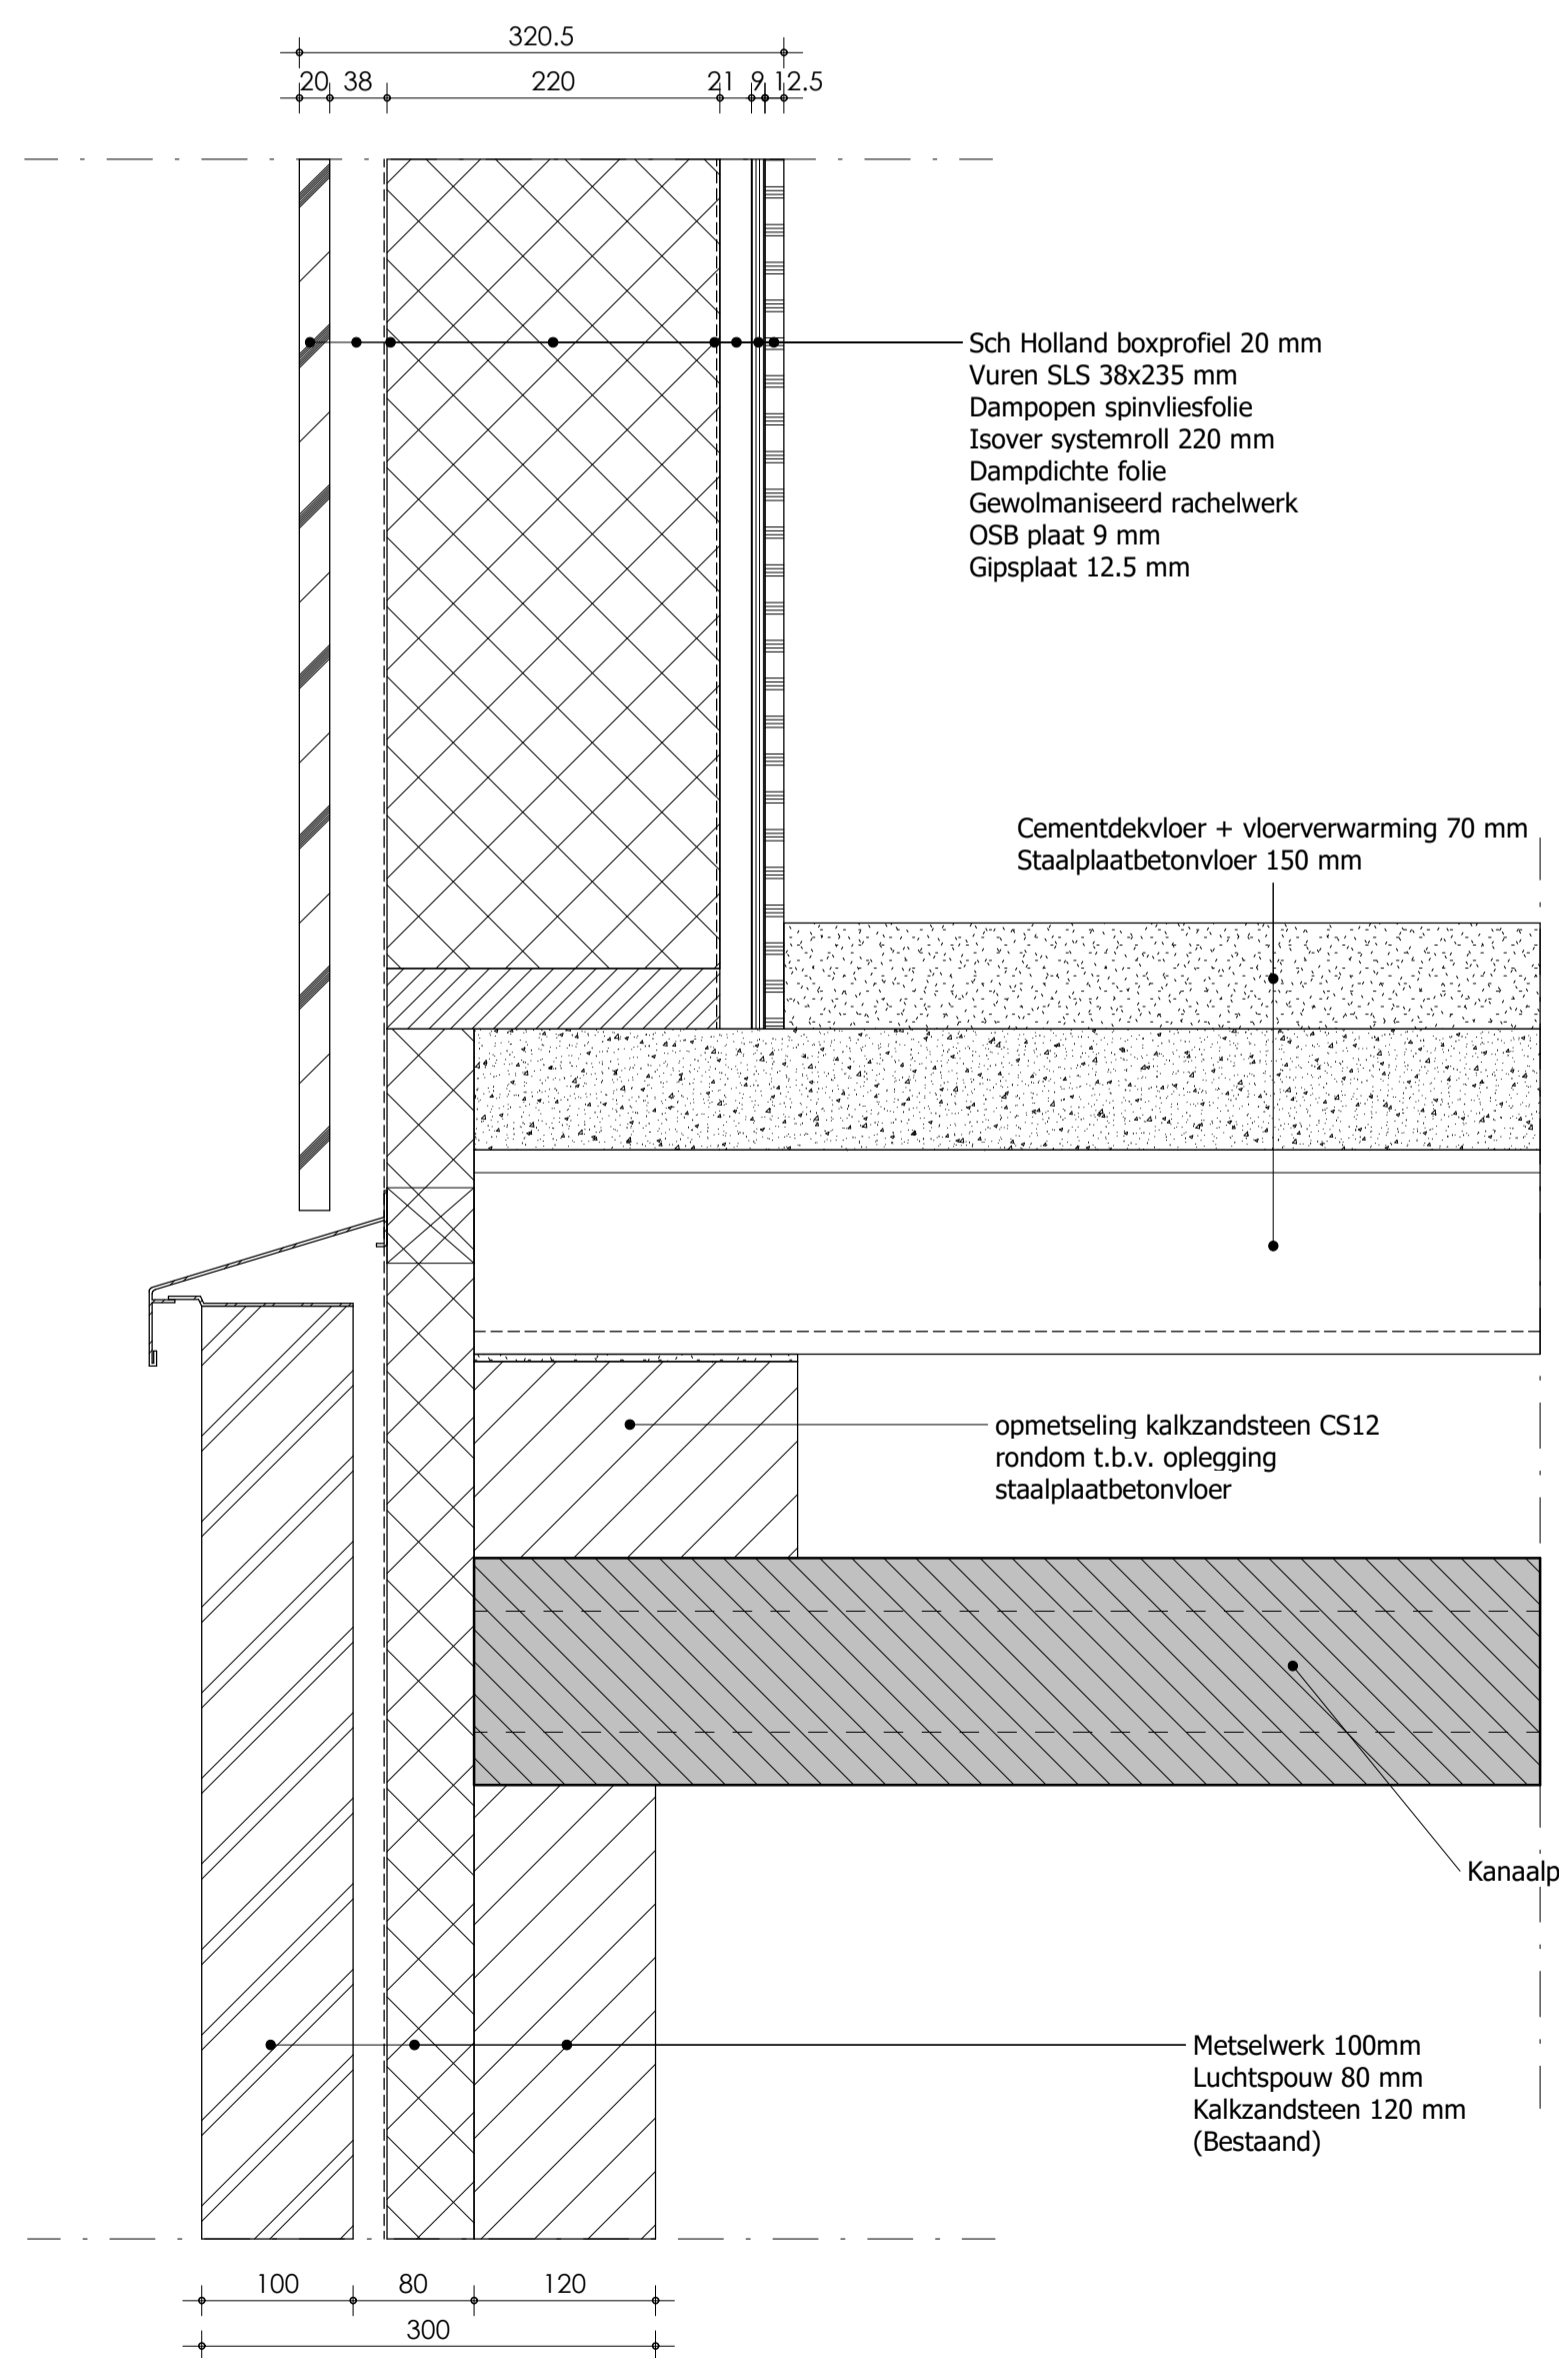 320.5
20 38 220 21 9 12.5
Sch Holland boxprofiel 20 mm
Vuren SLS 38x235 mm
Dampopen spinvliesfolie
Isover systemroll 220 mm
Dampdichte folie
Gewolmaniseerd rachelwerk
OSB plaat 9 mm
Gipsplaat 12.5 mm
Cementdekvloer + vloerverwarming 70 mm
Staalplaatbetonvloer 150 mm
opmetseling kalkzandsteen CS12
rondom t.b.v. oplegging
staalplaatbetonvloer
Kanaalp
Metselwerk 100mm
Luchtspouw 80 mm
Kalkzandsteen 120 mm
(Bestaand)
100 80 120
300